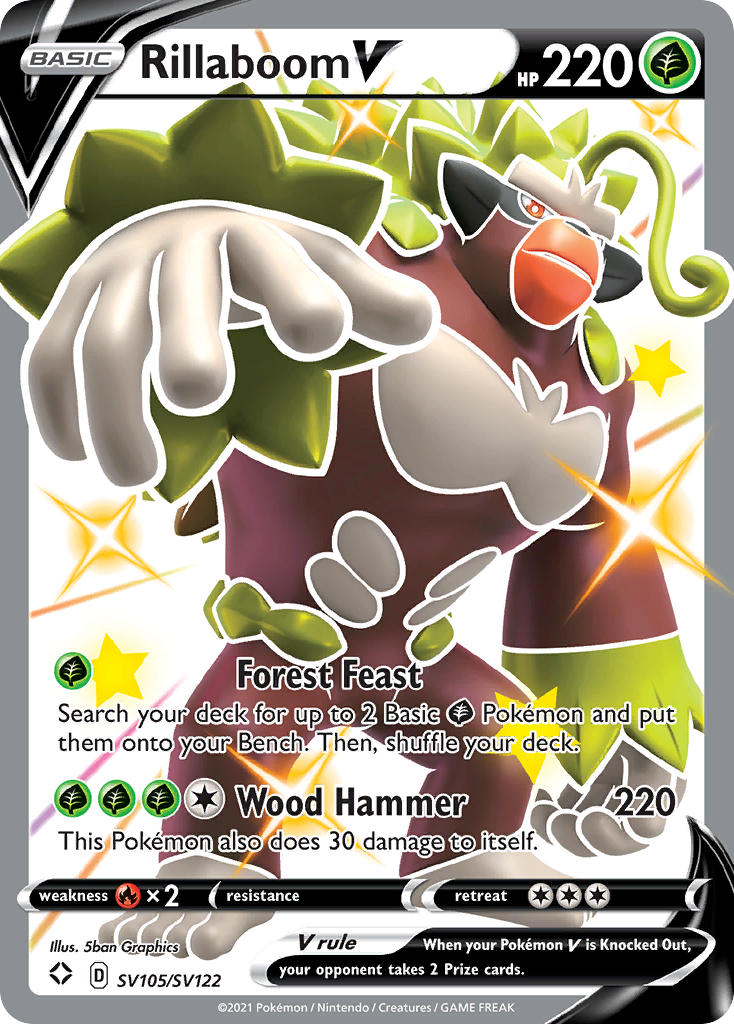 BASIC Rillaboom V HP 220
Forest Feast
Search your deck for up to 2 Basic Pokémon and put
them onto your Bench. Then, shuffle your deck.
Wood Hammer 220
This Pokémon also does 30 damage to itself.
weakness ×2 resistance retreat
Illus. 5ban Graphics
V rule When your Pokémon V is Knocked Out,
your opponent takes 2 Prize cards.
D SV105/SV122
©2021 Pokémon / Nintendo / Creatures / GAME FREAK